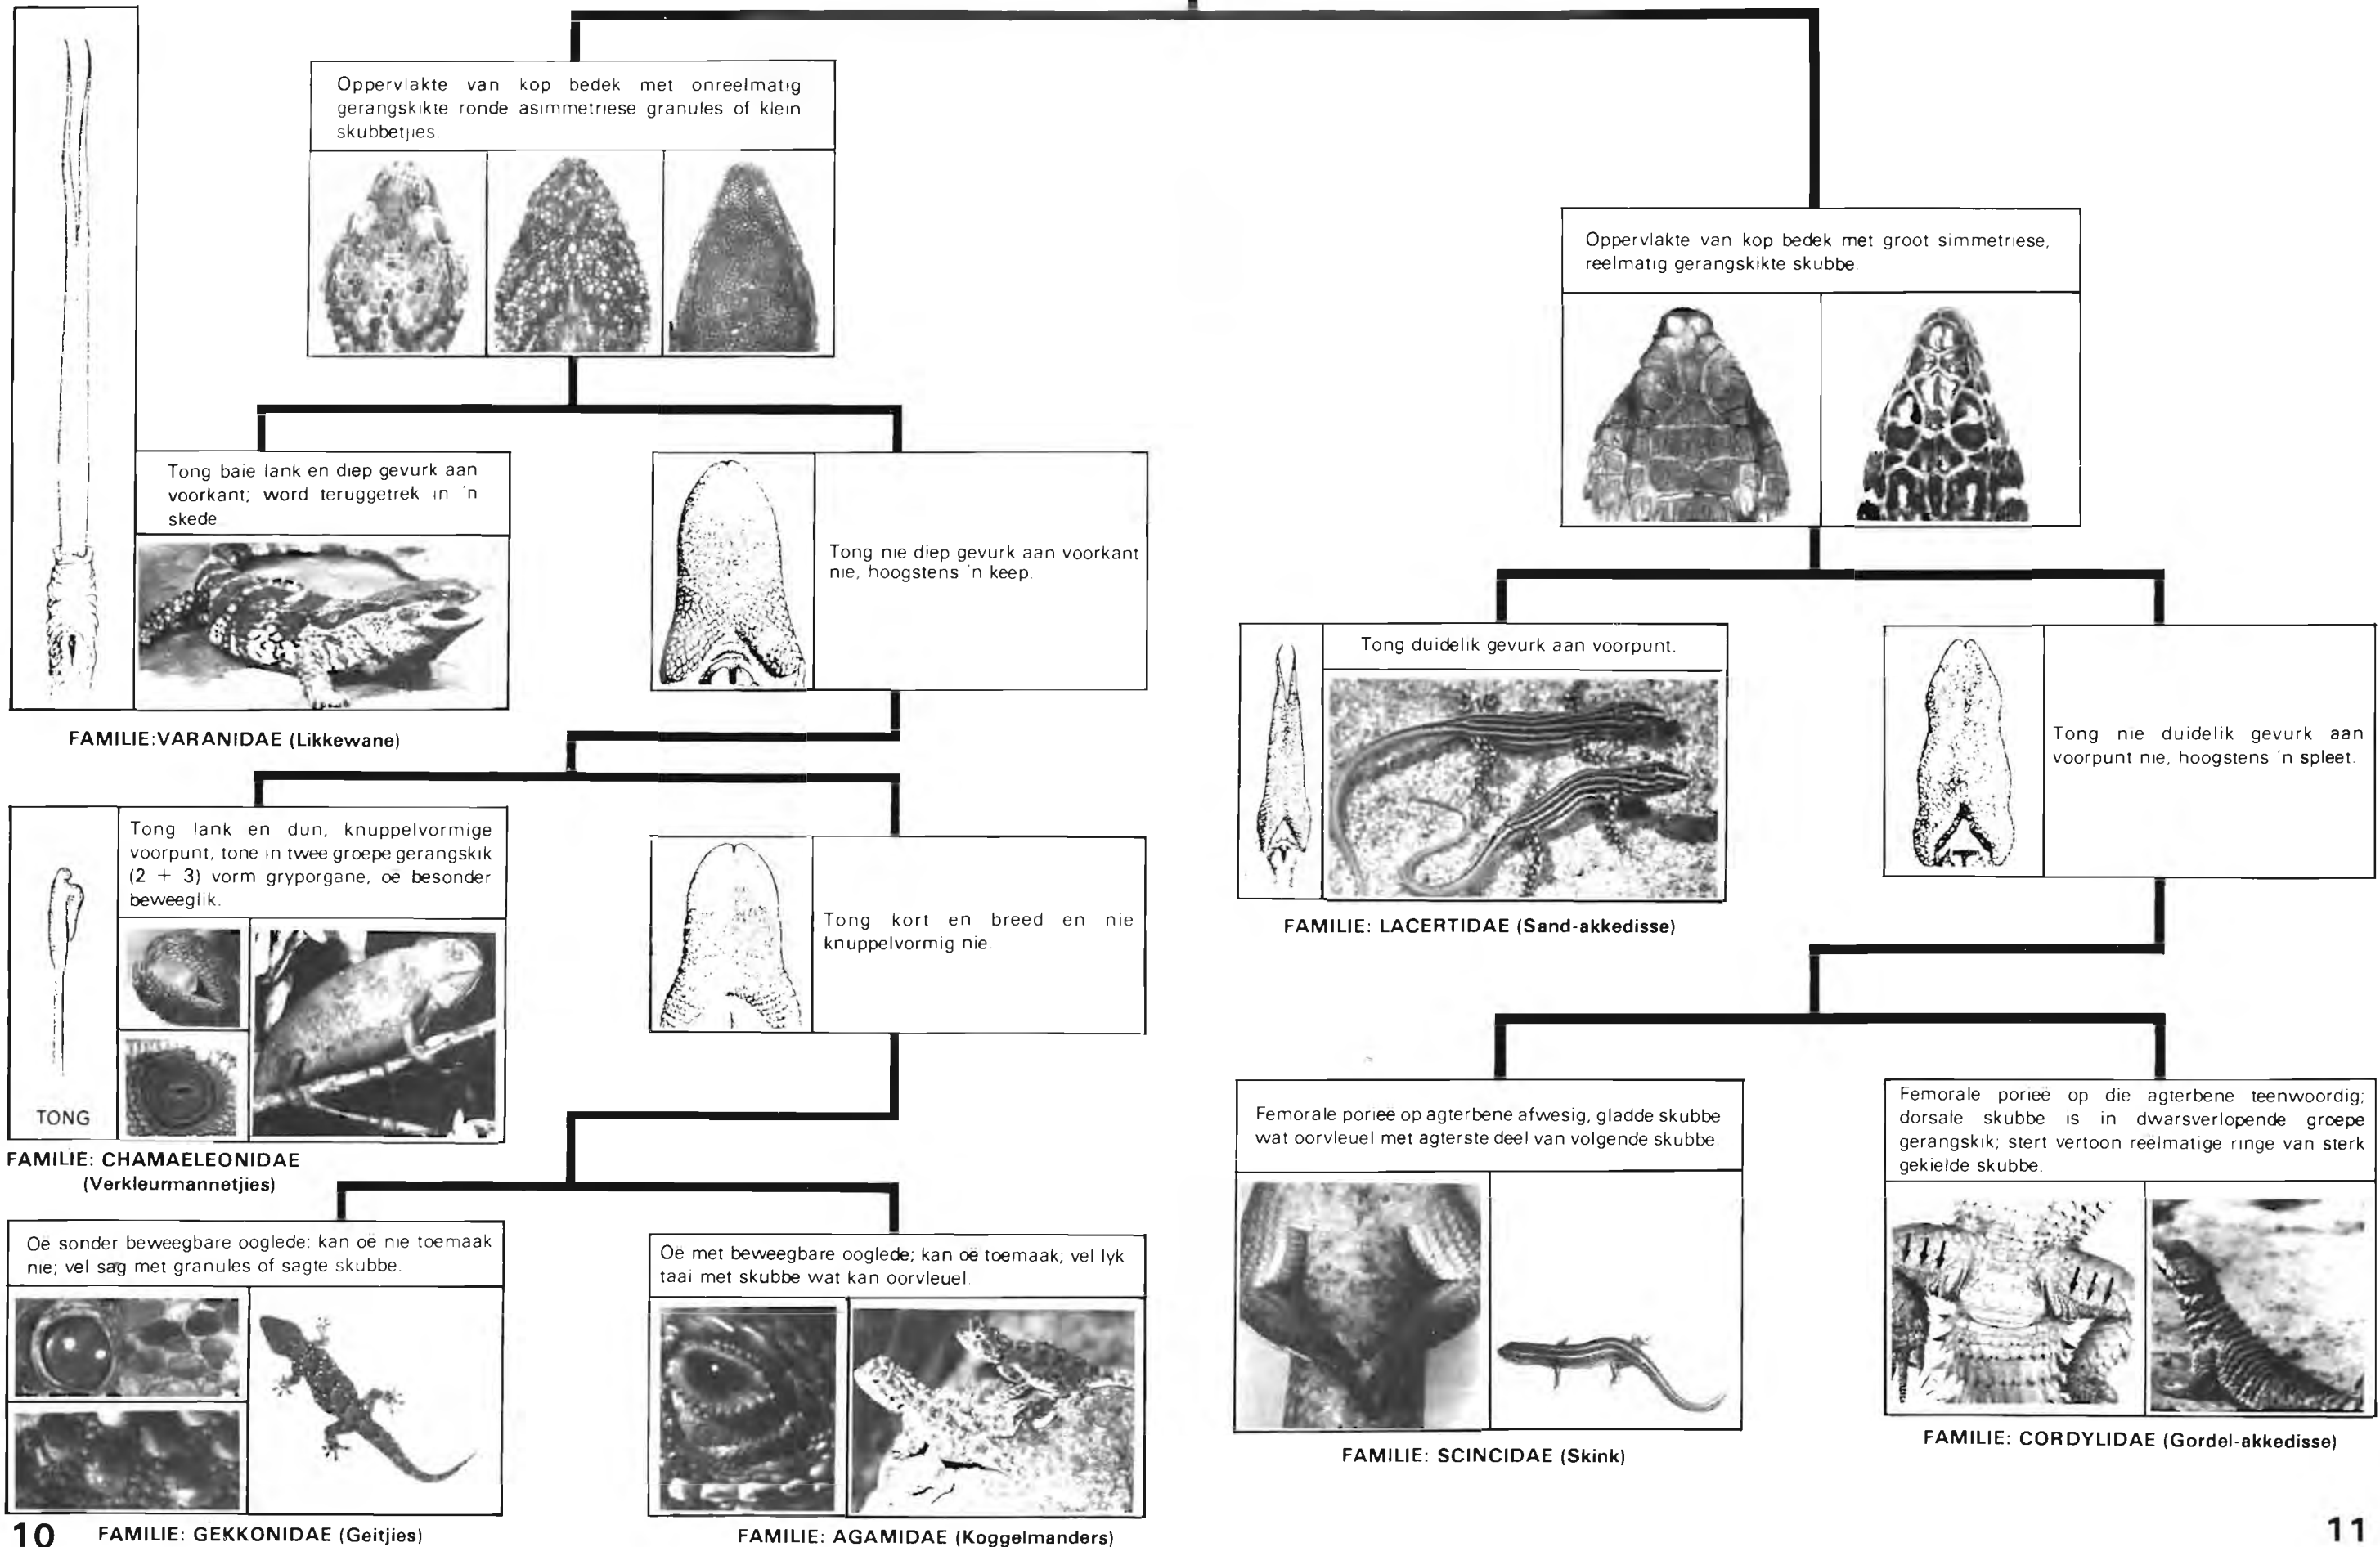 Oppervlakte van kop bedek met onreelmatig
gerangskikte ronde asimmetriese granules of klein
skubbetjies.
Tong baie lank en diep gevurk aan
voorkant; word teruggetrek in 'n
skede
Tong nie diep gevurk aan voorkant
nie, hoogstens 'n keep.
FAMILIE:VARANIDAE (Likkewane)
Tong lank en dun, knuppelvormige
voorpunt, tone in twee groepe gerangskik
(2 + 3) vorm gryporgane, oë besonder
beweeglik.
TONG
FAMILIE: CHAMAELEONIDAE
(Verkleurmannetjies)
Tong kort en breed en nie
knuppelvormig nie.
Oë sonder beweegbare ooglede; kan oë nie toemaak
nie; vel sag met granules of sagte skubbe.
10 FAMILIE: GEKKONIDAE (Geitjies)
Oë met beweegbare ooglede; kan oë toemaak; vel lyk
taai met skubbe wat kan oorvleuel.
FAMILIE: AGAMIDAE (Koggelmanders)
Oppervlakte van kop bedek met groot simmetriese,
reelmatig gerangskikte skubbe.
Tong duidelik gevurk aan voorpunt.
FAMILIE: LACERTIDAE (Sand-akkedisse)
Tong nie duidelik gevurk aan
voorpunt nie, hoogstens 'n spleet.
Femorale porieë op agterbene afwesig, gladde skubbe
wat oorvleuel met agterste deel van volgende skubbe.
FAMILIE: SCINCIDAE (Skink)
Femorale porieë op die agterbene teenwoordig;
dorsale skubbe is in dwarsverlopende groepe
gerangskik; stert vertoon reëlmatige ringe van sterk
gekielde skubbe.
FAMILIE: CORDYLIDAE (Gordel-akkedisse)
11